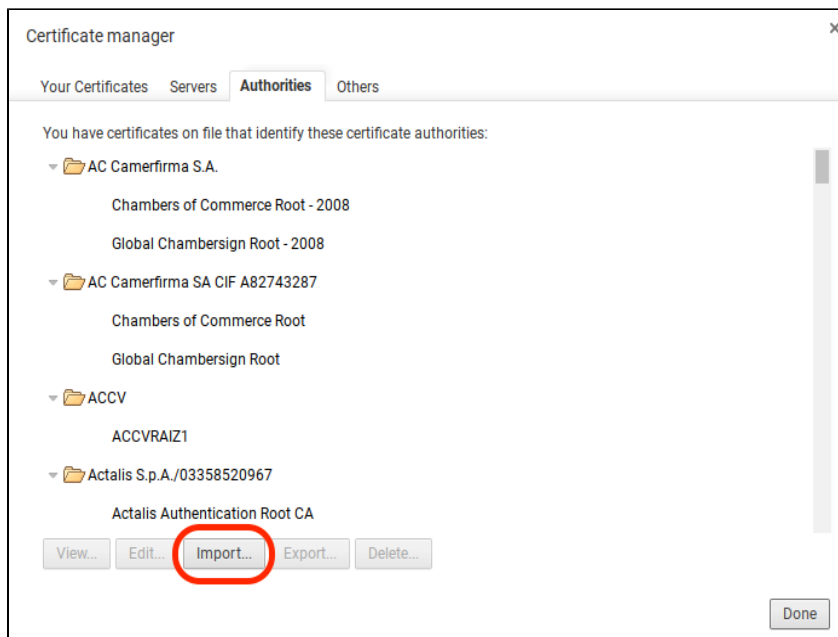 Certificate manager
Your Certificates Servers Authorities Others
You have certificates on file that identify these certificate authorities:
AC Camerfirma S.A.
Chambers of Commerce Root - 2008
Global Chambersign Root - 2008
AC Camerfirma SA CIF A82743287
Chambers of Commerce Root
Global Chambersign Root
ACCV
ACCVRAIZ1
Actalis S.p.A./03358520967
Actalis Authentication Root CA
View... Edit... Import... Export... Delete...
Done